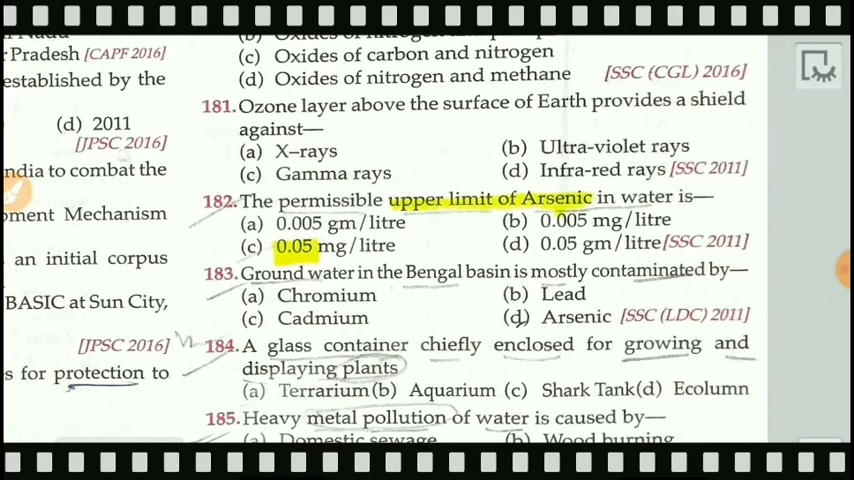 Pradesh [CAPF 2016]
established by the
(d) 2011
[JPSC 2016]
ndia to combat the
pment Mechanism
an initial corpus
BASIC at Sun City,
[JPSC 2016]
s for protection to
(c) Oxides of carbon and nitrogen
(d) Oxides of nitrogen and methane [SSC (CGL) 2016]
181. Ozone layer above the surface of Earth provides a shield
against—
(a) X–rays (b) Ultra-violet rays
(c) Gamma rays (d) Infra-red rays [SSC 2011]
182. The permissible upper limit of Arsenic in water is—
(a) 0.005 gm/litre (b) 0.005 mg/litre
(c) 0.05 mg/litre (d) 0.05 gm/litre [SSC 2011]
183. Ground water in the Bengal basin is mostly contaminated by—
(a) Chromium (b) Lead
(c) Cadmium (d) Arsenic [SSC (LDC) 2011]
184. A glass container chiefly enclosed for growing and
displaying plants
(a) Terrarium (b) Aquarium (c) Shark Tank (d) Ecolumn
185. Heavy metal pollution of water is caused by—
(a) Domestic sewage (b) Wood burning